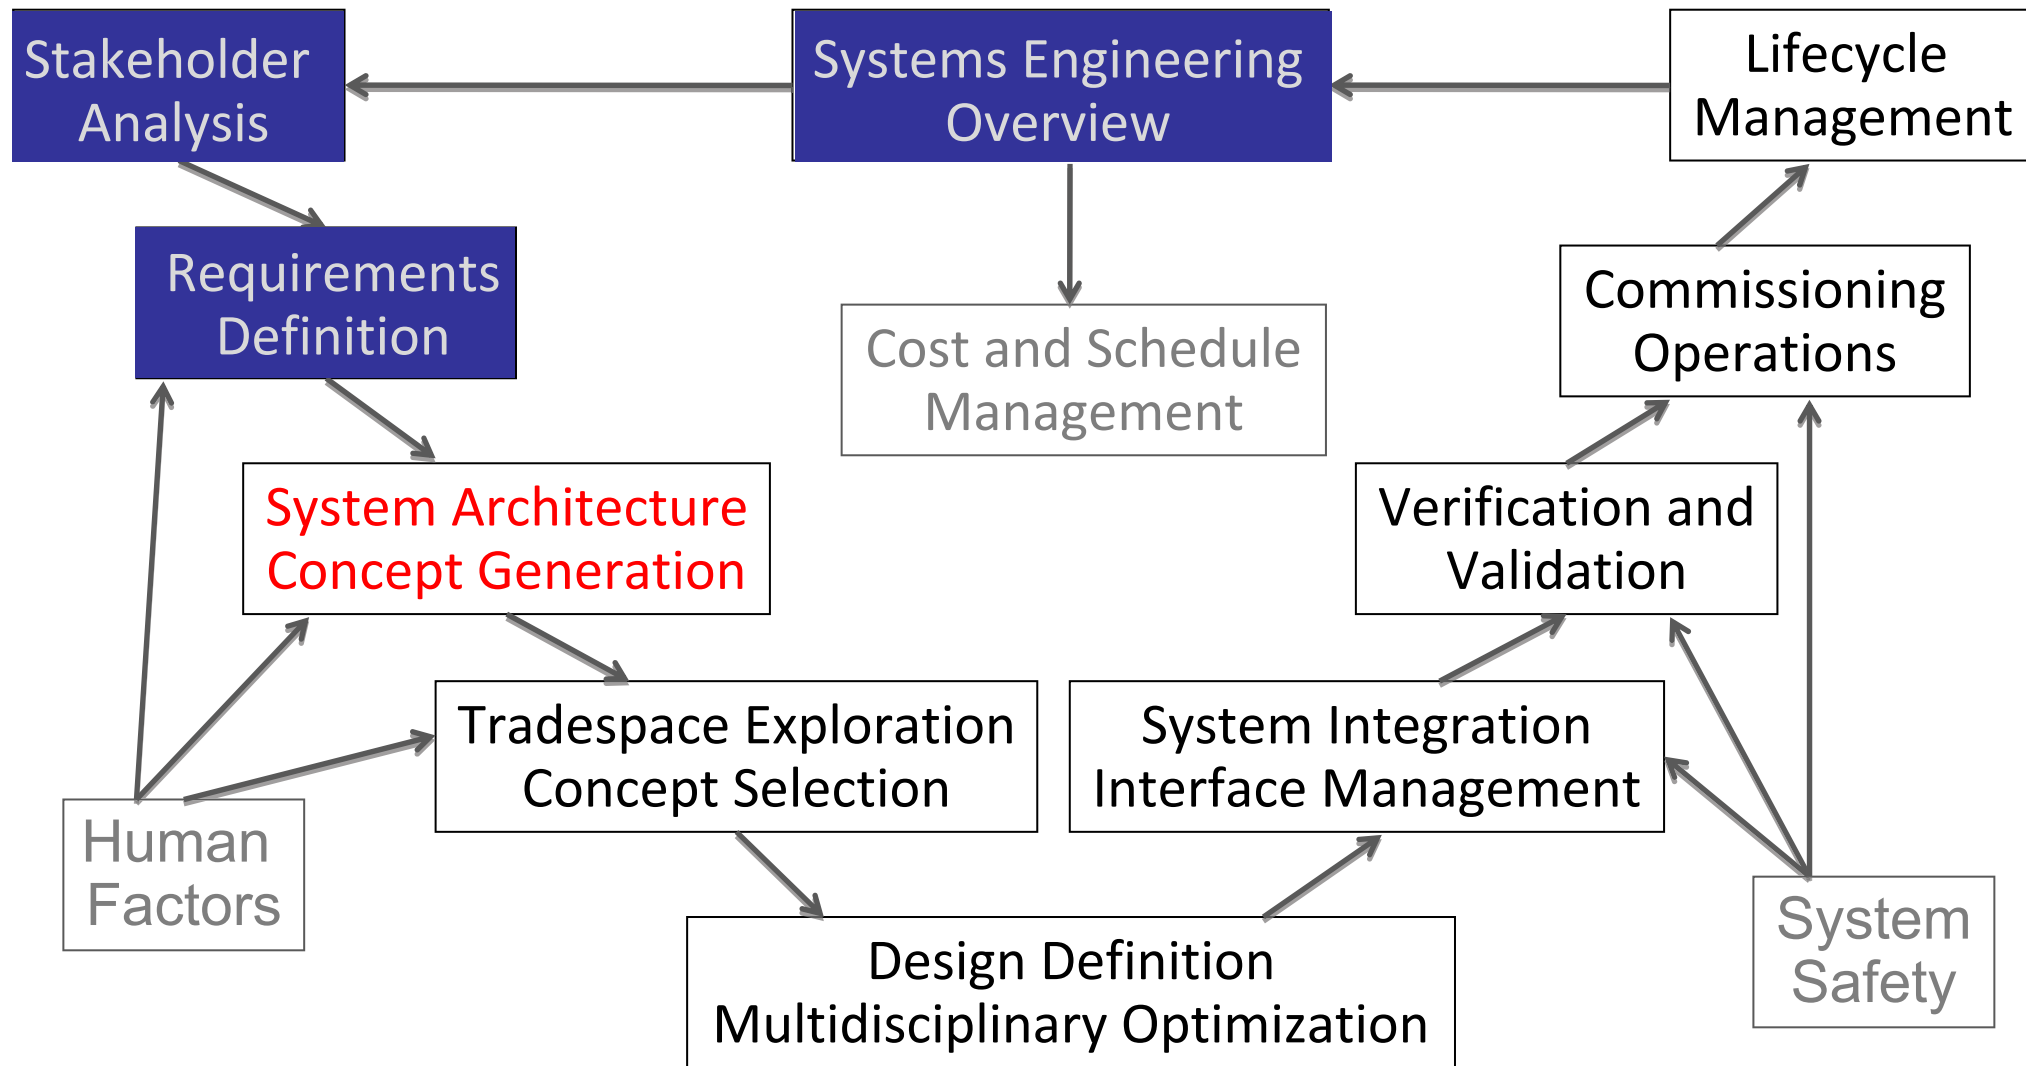 Stakeholder
Analysis
Systems Engineering
Overview
Lifecycle
Management
Requirements
Definition
Cost and Schedule
Management
Commissioning
Operations
System Architecture
Concept Generation
Verification and
Validation
Tradespace Exploration
Concept Selection
System Integration
Interface Management
Human
Factors
System
Safety
Design Definition
Multidisciplinary Optimization